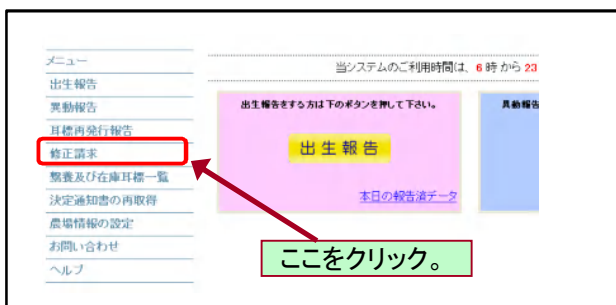 メニュー
出生報告
異動報告
耳標再発行報告
修正請求
繋養及び在庫耳標一覧
決定通知書の再取得
農場情報の設定
お問い合わせ
ヘルプ
当システムのご利用時間は、6時から23
出生報告をする方は下のボタンを押して下さい。
出生報告
本日の報告済データ
異動報告
ここをクリック。